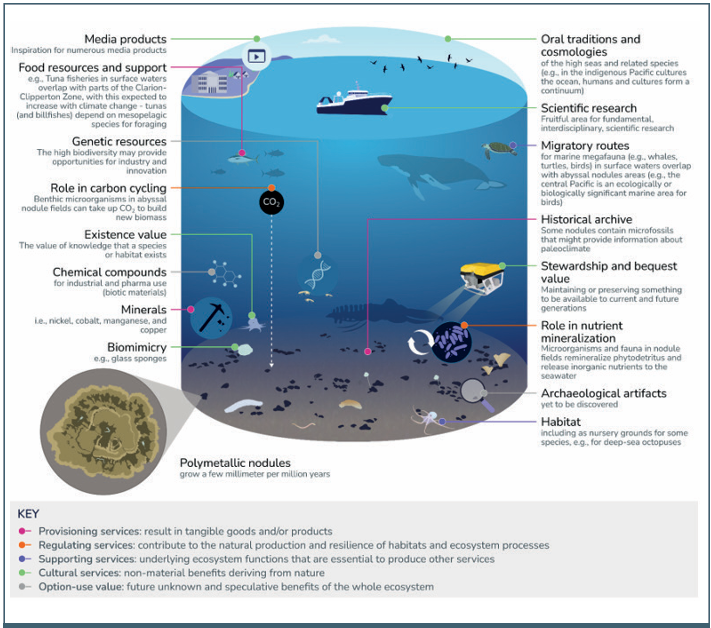 Media products
Inspiration for numerous media products
Food resources and support
e.g., Tuna fisheries in surface waters
overlap with parts of the Clarion-
Clipperton Zone, with this expected to
increase with climate change - tunas
(and billfishes) depend on mesopelagic
species for foraging
Genetic resources
The high biodiversity may provide
opportunities for industry and
innovation
Role in carbon cycling
Benthic microorganisms in abyssal
nodule fields can take up CO₂ to build
new biomass
Existence value
The value of knowledge that a species
or habitat exists
Chemical compounds
for industrial and pharma use
(biotic materials)
Minerals
i.e., nickel, cobalt, manganese, and
copper
Biomimicry
e.g., glass sponges
CO₂
Oral traditions and
cosmologies
of the high seas and related species
(e.g., in the indigenous Pacific cultures
the ocean, humans and cultures form a
continuum)
Scientific research
Fruitful area for fundamental,
interdisciplinary, scientific research
Migratory routes
for marine megafauna (e.g., whales,
turtles, birds) in surface waters overlap
with abyssal nodules areas (e.g., the
central Pacific is an ecologically or
biologically significant marine area for
birds)
Historical archive
Some nodules contain microfossils
that might provide information about
paleoclimate
Stewardship and bequest
value
Maintaining or preserving something
to be available to current and future
generations
Role in nutrient
mineralization
Microorganisms and fauna in nodule
fields remineralize phytodetritus and
release inorganic nutrients to the
seawater
Archaeological artifacts
yet to be discovered
Habitat
including as nursery grounds for some
species, e.g., for deep-sea octopuses
Polymetallic nodules
grow a few millimeter per million years
KEY
Provisioning services: result in tangible goods and/or products
Regulating services: contribute to the natural production and resilience of habitats and ecosystem processes
Supporting services: underlying ecosystem functions that are essential to produce other services
Cultural services: non-material benefits deriving from nature
Option-use value: future unknown and speculative benefits of the whole ecosystem